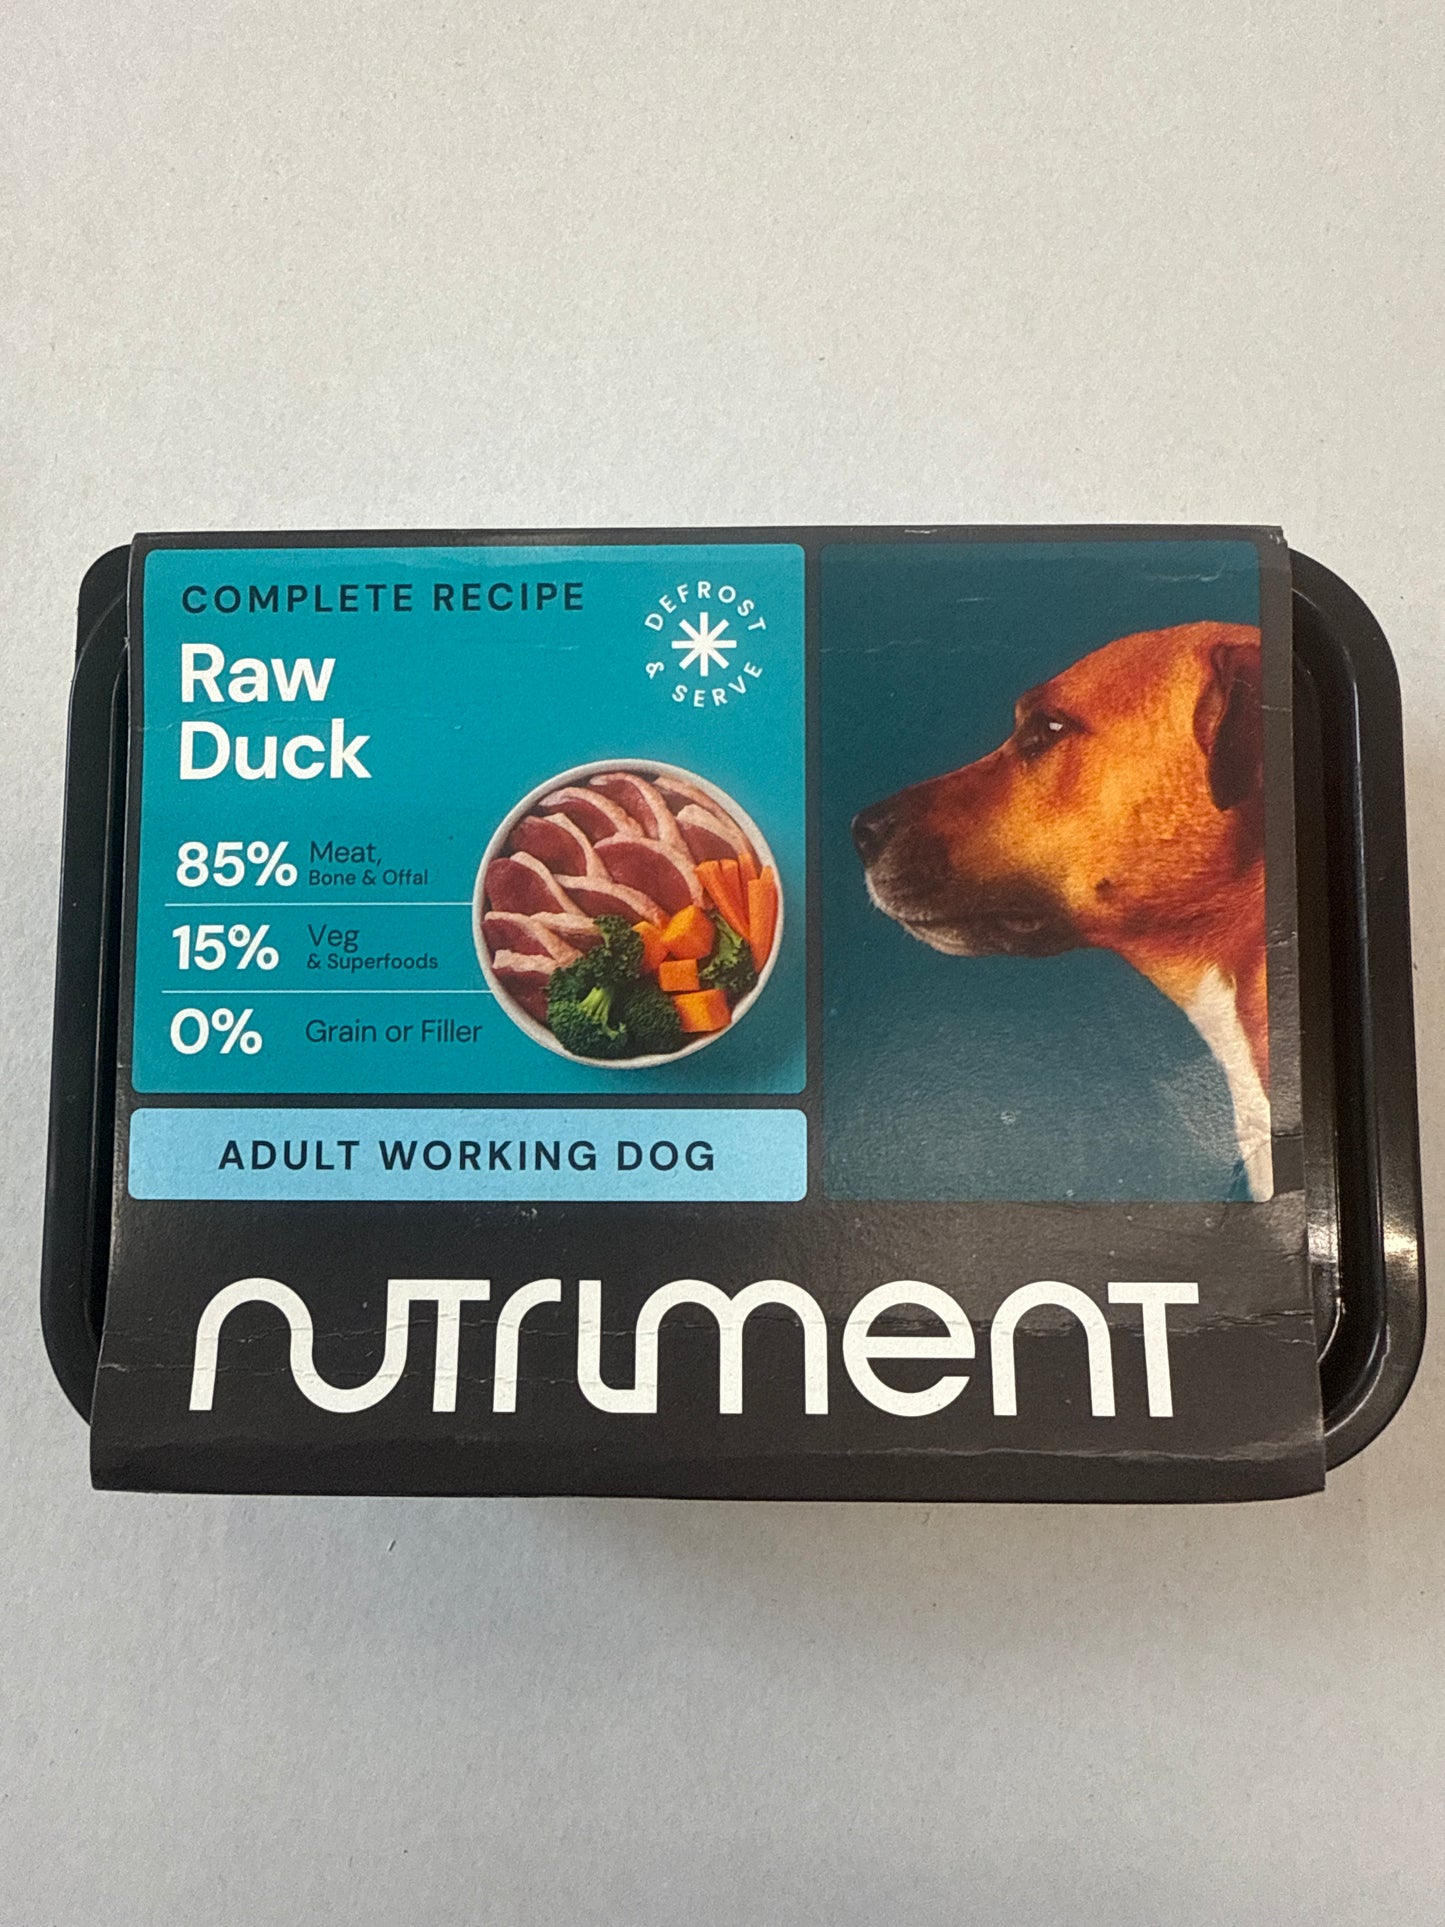 COMPLETE RECIPE
DEFROST
& SERVE
Raw
Duck
85% Meat,
Bone & Offal
15% Veg
& Superfoods
0% Grain or Filler
ADULT WORKING DOG
nutriment